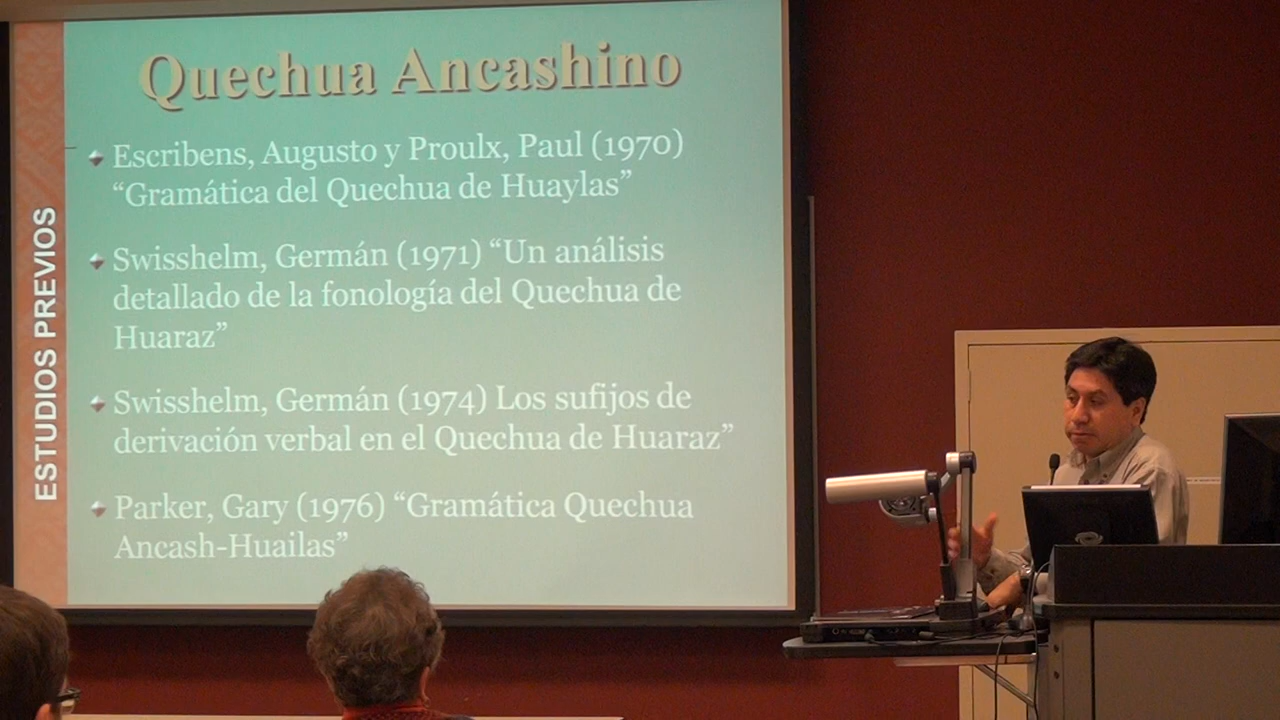 Quechua Ancashino
ESTUDIOS PREVIOS
Escribens, Augusto y Proulx, Paul (1970)
“Gramática del Quechua de Huaylas”
Swisshelm, Germán (1971) “Un análisis
detallado de la fonología del Quechua de
Huaraz”
Swisshelm, Germán (1974) Los sufijos de
derivación verbal en el Quechua de Huaraz”
Parker, Gary (1976) “Gramática Quechua
Ancash-Huailas”